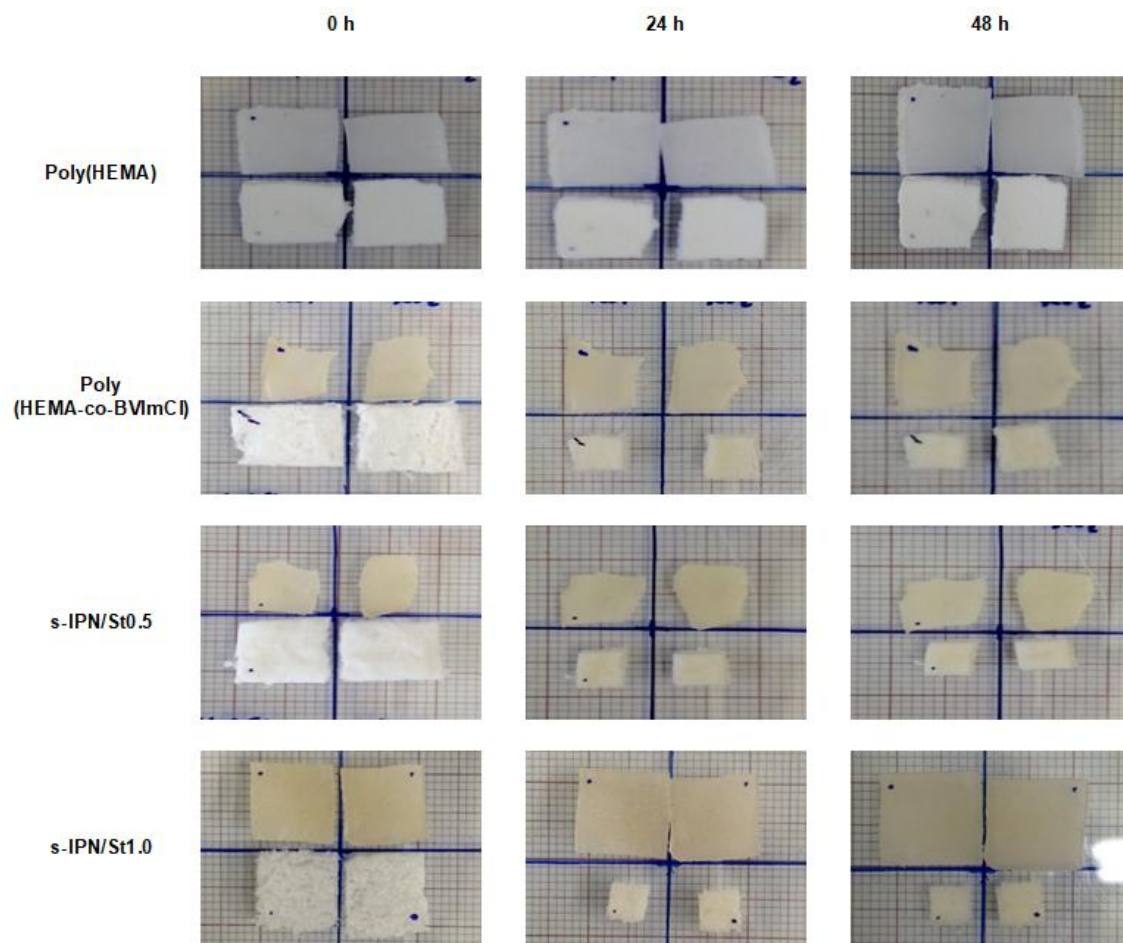 0 h 24 h 48 h
Poly(HEMA)
Poly
(HEMA-co-BVImCl)
s-IPN/St0.5
s-IPN/St1.0